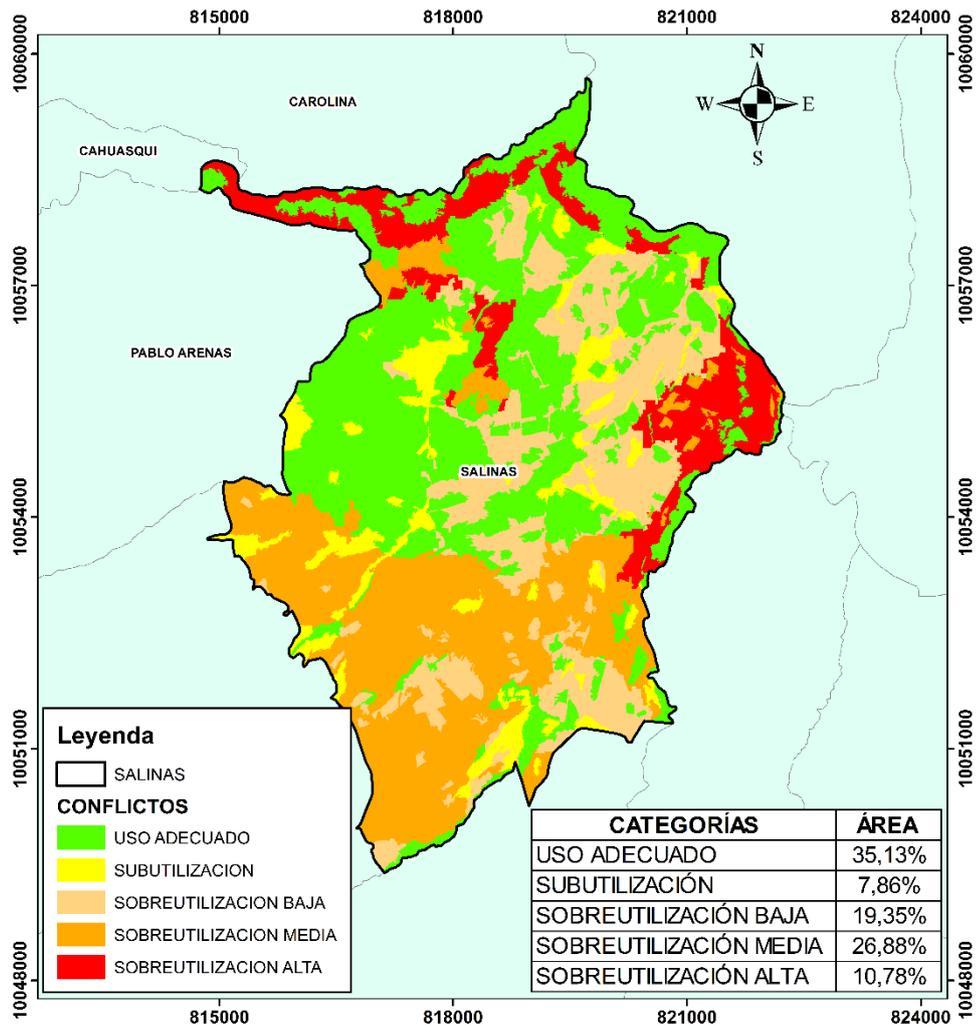 815000 818000 821000 824000
10060000 10060000
N
W E
S
CAROLINA
CAHUASQUI
10057000 10057000
PABLO ARENAS
SALINAS
10054000 10054000
10051000 10051000
Leyenda
SALINAS
CONFLICTOS
USO ADECUADO
SUBUTILIZACION
SOBREUTILIZACION BAJA
SOBREUTILIZACION MEDIA
SOBREUTILIZACION ALTA
CATEGORÍAS ÁREA
USO ADECUADO 35,13%
SUBUTILIZACIÓN 7,86%
SOBREUTILIZACIÓN BAJA 19,35%
SOBREUTILIZACIÓN MEDIA 26,88%
SOBREUTILIZACIÓN ALTA 10,78%
10048000 10048000
815000 818000 821000 824000